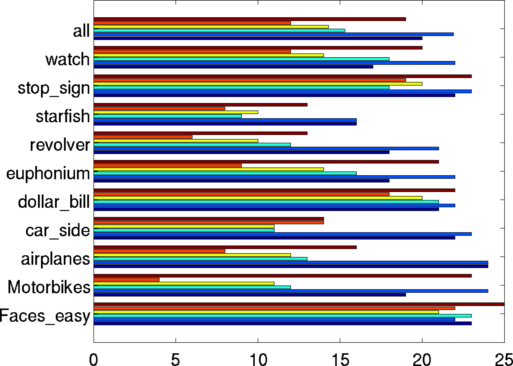 all
watch
stop_sign
starfish
revolver
euphonium
dollar_bill
car_side
airplanes
Motorbikes
Faces_easy
0 5 10 15 20 25